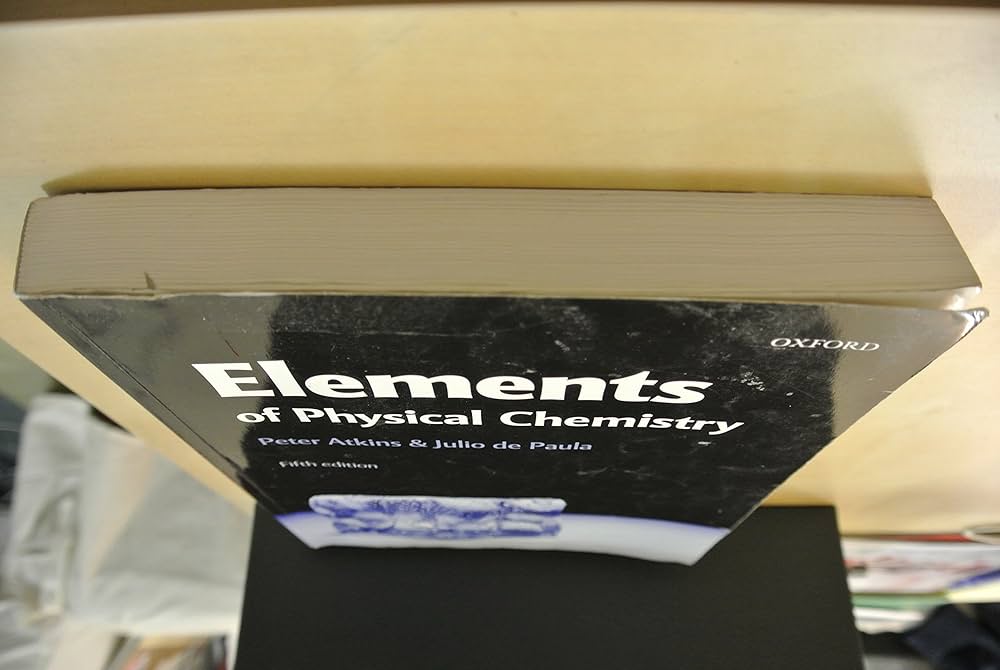 OXFORD
Elements
of Physical Chemistry
Peter Atkins & Julio de Paula
Fifth edition